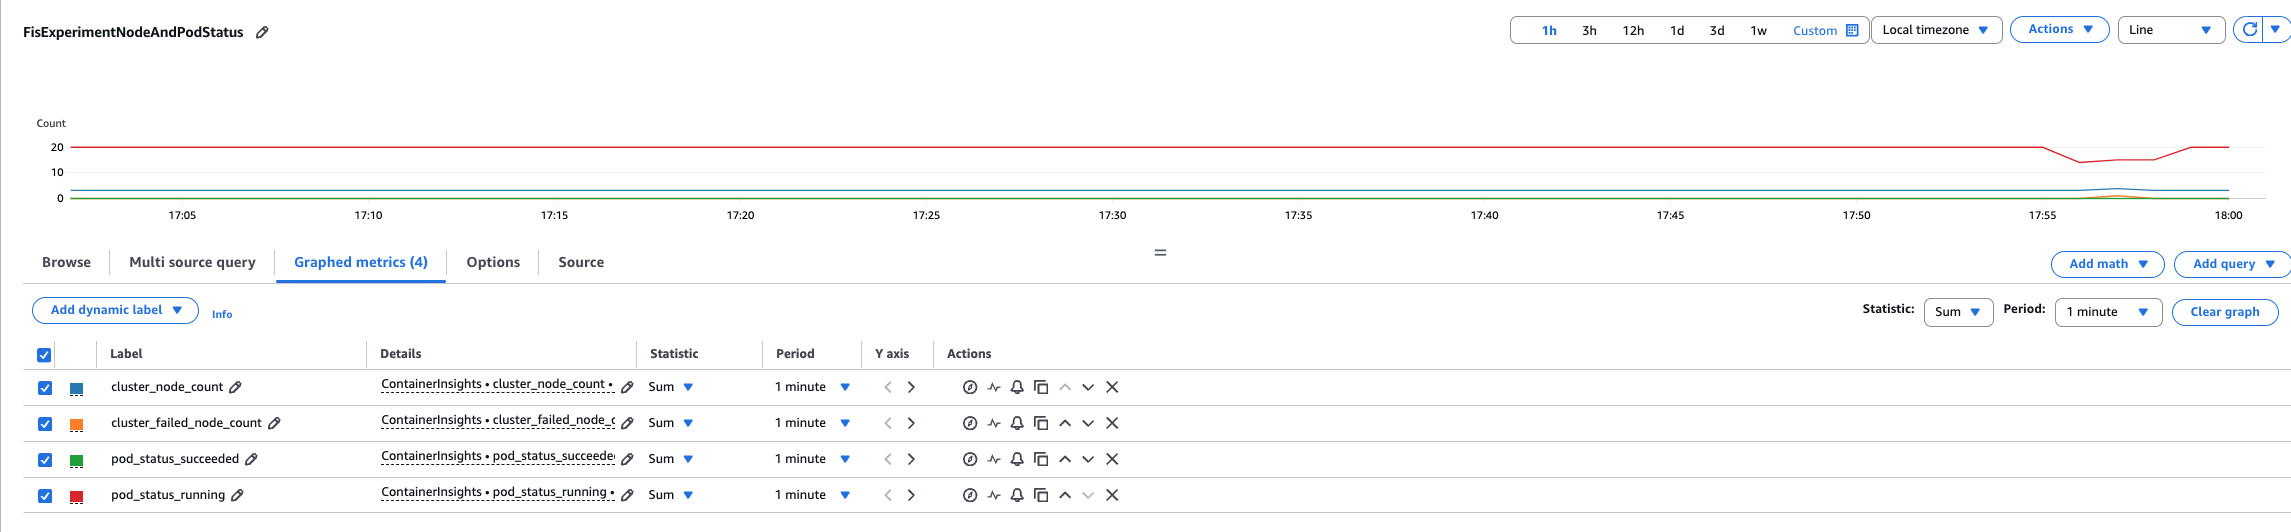 FisExperimentNodeAndPodStatus
1h 3h 12h 1d 3d 1w Custom Local timezone Actions Line
Count
20
10
0
17:05 17:10 17:15 17:20 17:25 17:30 17:35 17:40 17:45 17:50 17:55 18:00
Browse Multi source query Graphed metrics (4) Options Source Add math Add query
Add dynamic label Info Statistic: Sum Period: 1 minute Clear graph
Label Details Statistic Period Y axis Actions
cluster_node_count ContainerInsights • cluster_node_count • Sum 1 minute
cluster_failed_node_count ContainerInsights • cluster_failed_node_c Sum 1 minute
pod_status_succeeded ContainerInsights • pod_status_succeede Sum 1 minute
pod_status_running ContainerInsights • pod_status_running • Sum 1 minute